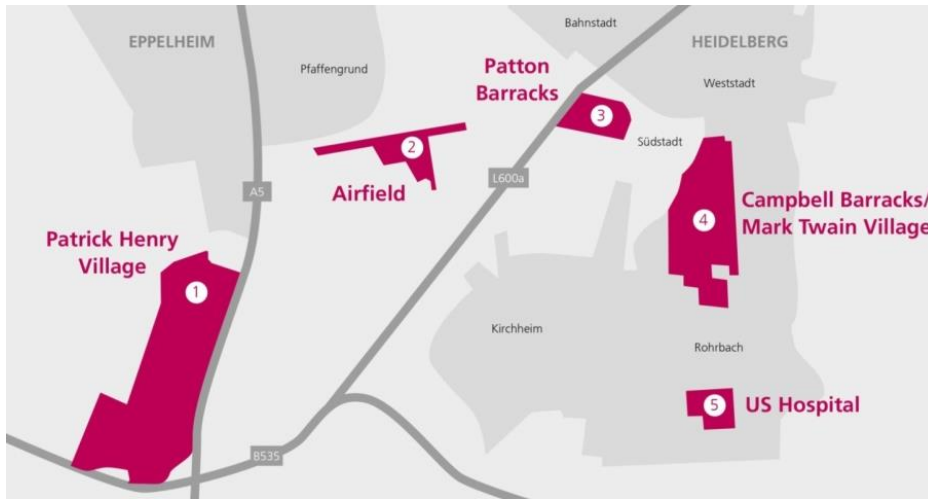 Bahnstadt
EPPELHEIM
HEIDELBERG
Pfaffengrund
Patton
Barracks
Weststadt
3
Südstadt
2
L600a
A5
Airfield
Campbell Barracks/
Mark Twain Village
4
Patrick Henry
Village
1
Kirchheim
Rohrbach
5
US Hospital
B535